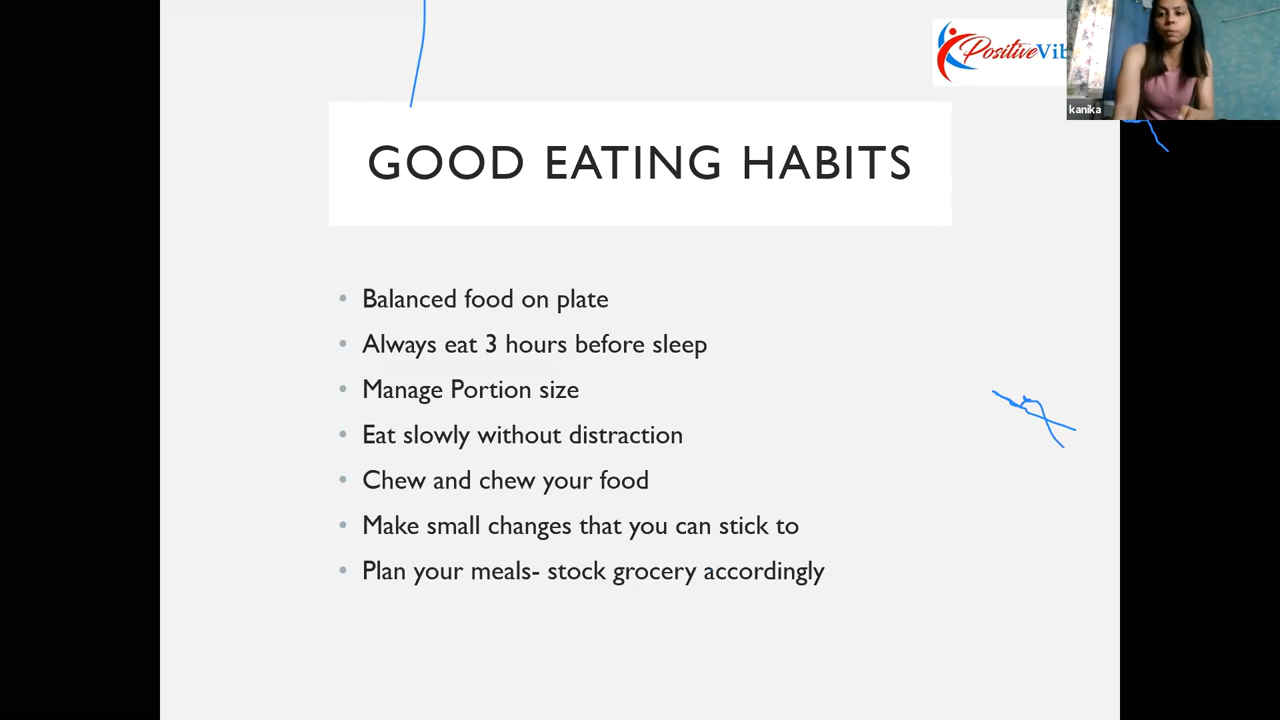 PositiveVib
kanika
GOOD EATING HABITS
• Balanced food on plate
• Always eat 3 hours before sleep
• Manage Portion size
• Eat slowly without distraction
• Chew and chew your food
• Make small changes that you can stick to
• Plan your meals- stock grocery accordingly